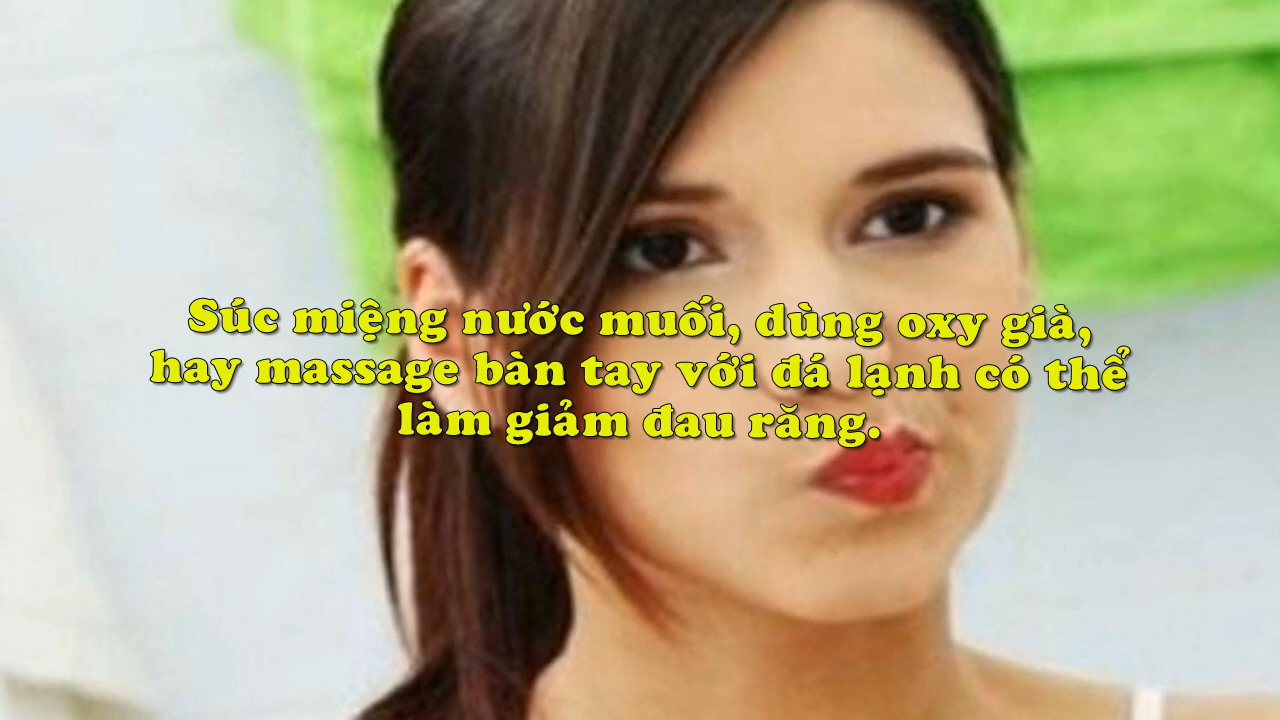 Súc miệng nước muối, dùng oxy già,
hay massage bàn tay với đá lạnh có thể
làm giảm đau răng.